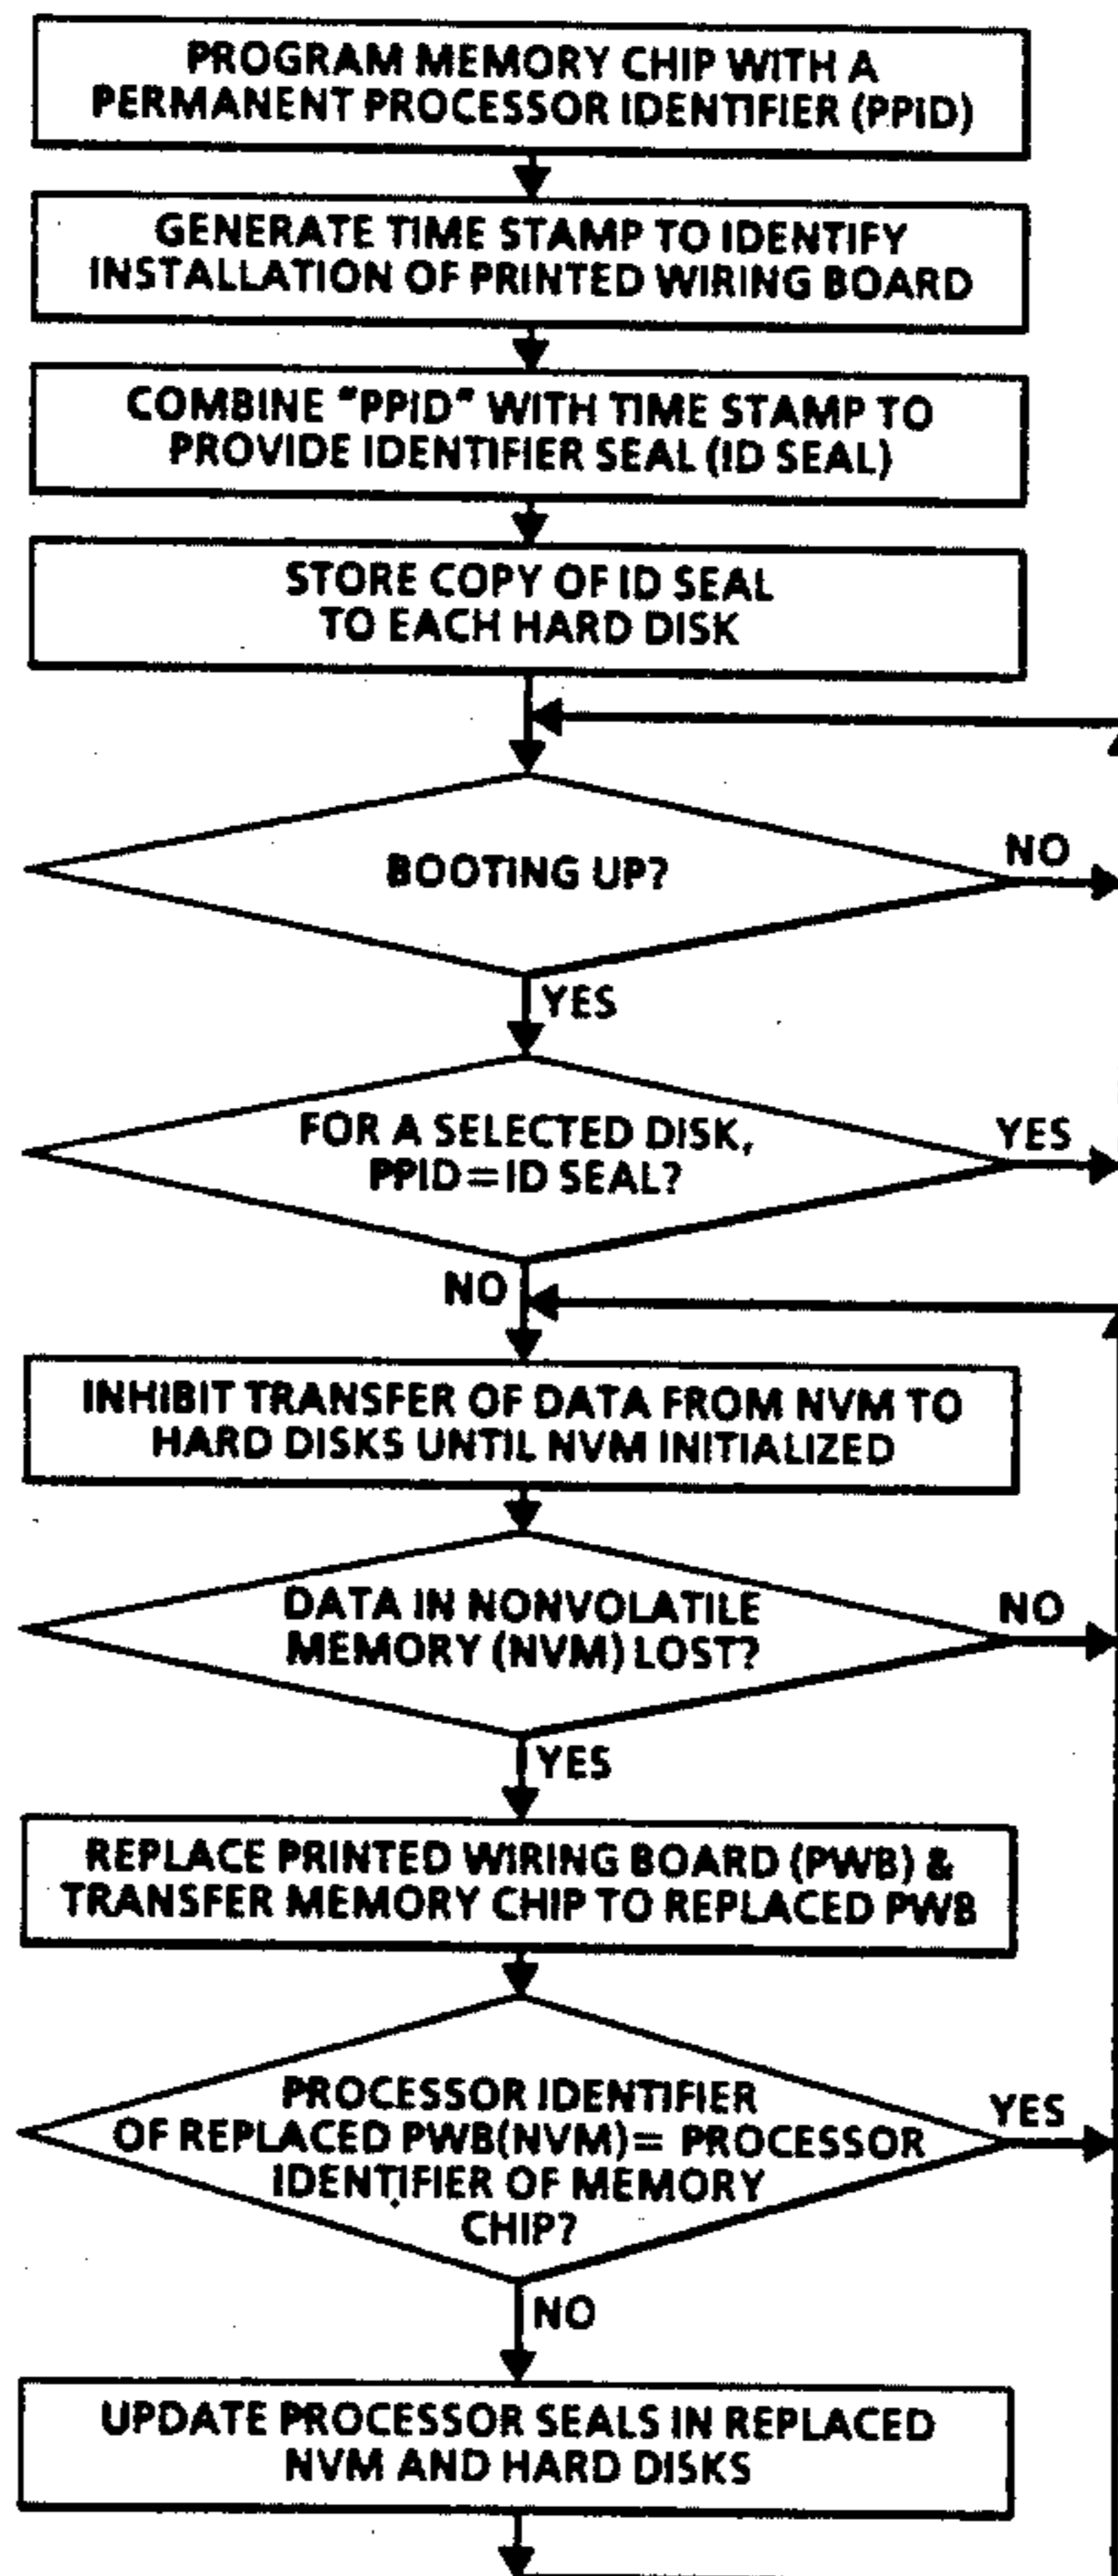 PROGRAM MEMORY CHIP WITH A
PERMANENT PROCESSOR IDENTIFIER (PPID)
GENERATE TIME STAMP TO IDENTIFY
INSTALLATION OF PRINTED WIRING BOARD
COMBINE "PPID" WITH TIME STAMP TO
PROVIDE IDENTIFIER SEAL (ID SEAL)
STORE COPY OF ID SEAL
TO EACH HARD DISK
BOOTING UP?
NO
YES
FOR A SELECTED DISK,
PPID=ID SEAL?
YES
NO
INHIBIT TRANSFER OF DATA FROM NVM TO
HARD DISKS UNTIL NVM INITIALIZED
DATA IN NONVOLATILE
MEMORY (NVM) LOST?
NO
YES
REPLACE PRINTED WIRING BOARD (PWB) &
TRANSFER MEMORY CHIP TO REPLACED PWB
PROCESSOR IDENTIFIER
OF REPLACED PWB(NVM)= PROCESSOR
IDENTIFIER OF MEMORY
CHIP?
YES
NO
UPDATE PROCESSOR SEALS IN REPLACED
NVM AND HARD DISKS